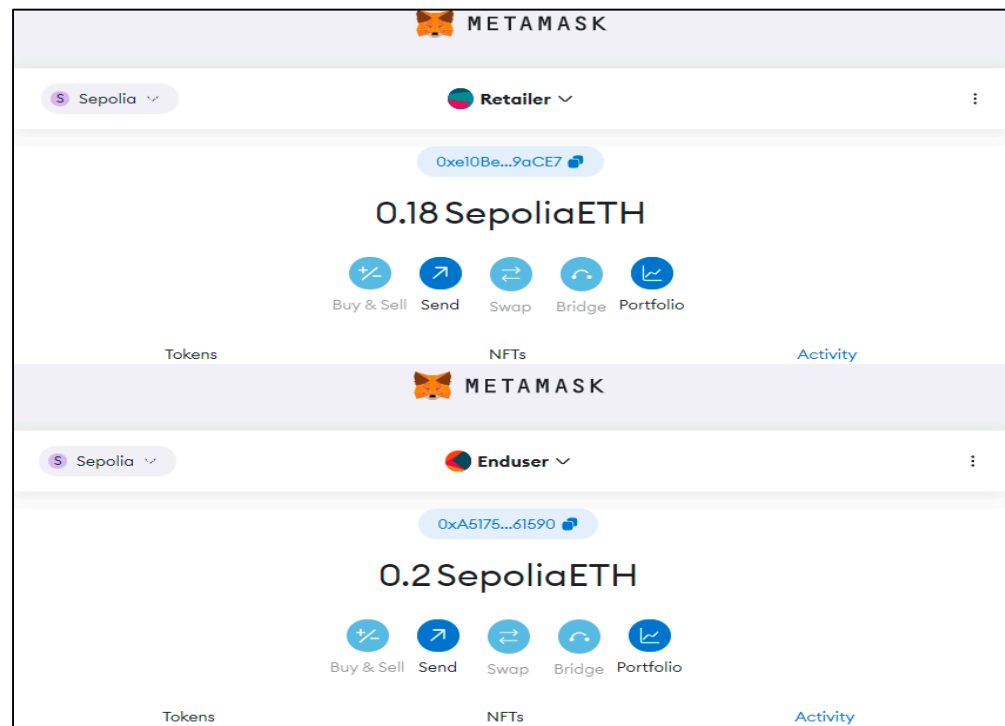 METAMASK
S Sepolia Retailer
0xe10Be...9aCE7
0.18 SepoliaETH
Buy & Sell Send Swap Bridge Portfolio
Tokens NFTs Activity
METAMASK
S Sepolia Enduser
0xA5175...61590
0.2 SepoliaETH
Buy & Sell Send Swap Bridge Portfolio
Tokens NFTs Activity